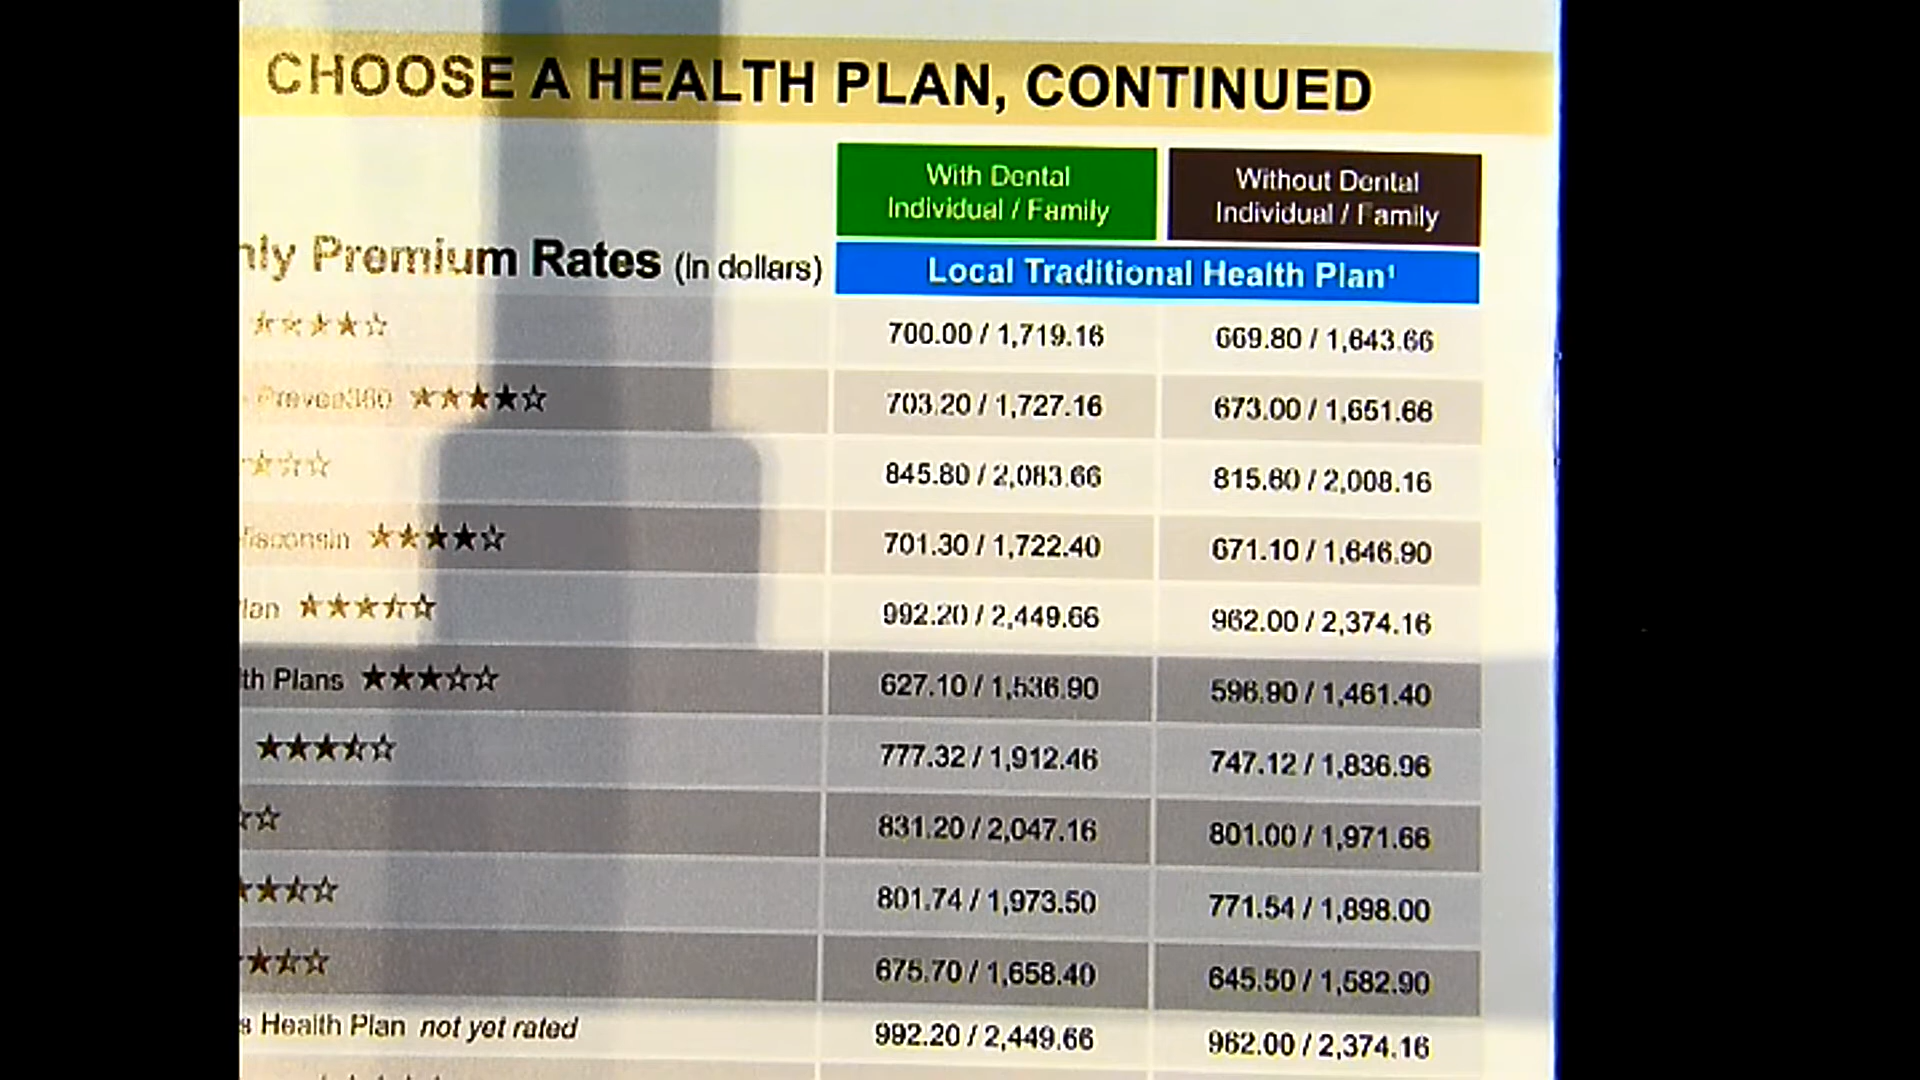 CHOOSE A HEALTH PLAN, CONTINUED
With Dental
Individual / Family
Without Dental
Individual / Family
Premium Rates (In dollars)
Local Traditional Health Plan¹
★★★★☆ 700.00 / 1,719.16 669.80 / 1,643.66
Prevea360 ★★★★☆ 703.20 / 1,727.16 673.00 / 1,651.66
845.80 / 2,083.66 815.60 / 2,008.16
★★★★☆ 701.30 / 1,722.40 671.10 / 1,646.90
992.20 / 2,449.66 962.00 / 2,374.16
Plans ★★★☆☆ 627.10 / 1,536.90 596.90 / 1,461.40
777.32 / 1,912.46 747.12 / 1,836.96
831.20 / 2,047.16 801.00 / 1,971.66
801.74 / 1,973.50 771.54 / 1,898.00
675.70 / 1,658.40 645.50 / 1,582.90
Health Plan not yet rated 992.20 / 2,449.66 962.00 / 2,374.16